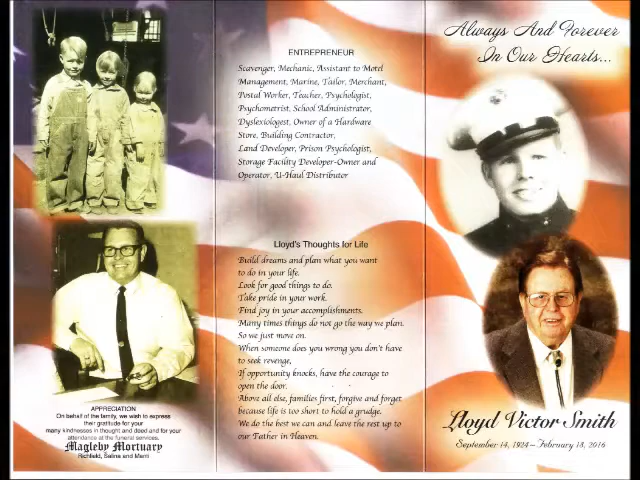 ENTREPRENEUR
Scavenger, Mechanic, Assistant to Motel
Management, Marine, Tailor, Merchant,
Postal Worker, Teacher, Psychologist,
Psychometrist, School Administrator,
Dyslexiologist, Owner of a Hardware
Store, Building Contractor,
Land Developer, Prison Psychologist,
Storage Facility Developer-Owner and
Operator, U-Haul Distributor
Lloyd's Thoughts for Life
Build dreams and plan what you want
to do in your life.
Look for good things to do.
Take pride in your work.
Find joy in your accomplishments.
Many times things do not go the way we plan.
So we just move on.
When someone does you wrong you don't have
to seek revenge,
If opportunity knocks, have the courage to
open the door.
Above all else, families first, forgive and forget
because life is too short to hold a grudge.
We do the best we can and leave the rest up to
our Father in Heaven.
APPRECIATION
On behalf of the family, we wish to express
their gratitude for your
many kindnesses in thought and deed and for your
attendance at the funeral services.
Magleby Mortuary
Richfield, Salina and Manti
Always And Forever
In Our Hearts...
Lloyd Victor Smith
September 14, 1924 – February 18, 2016